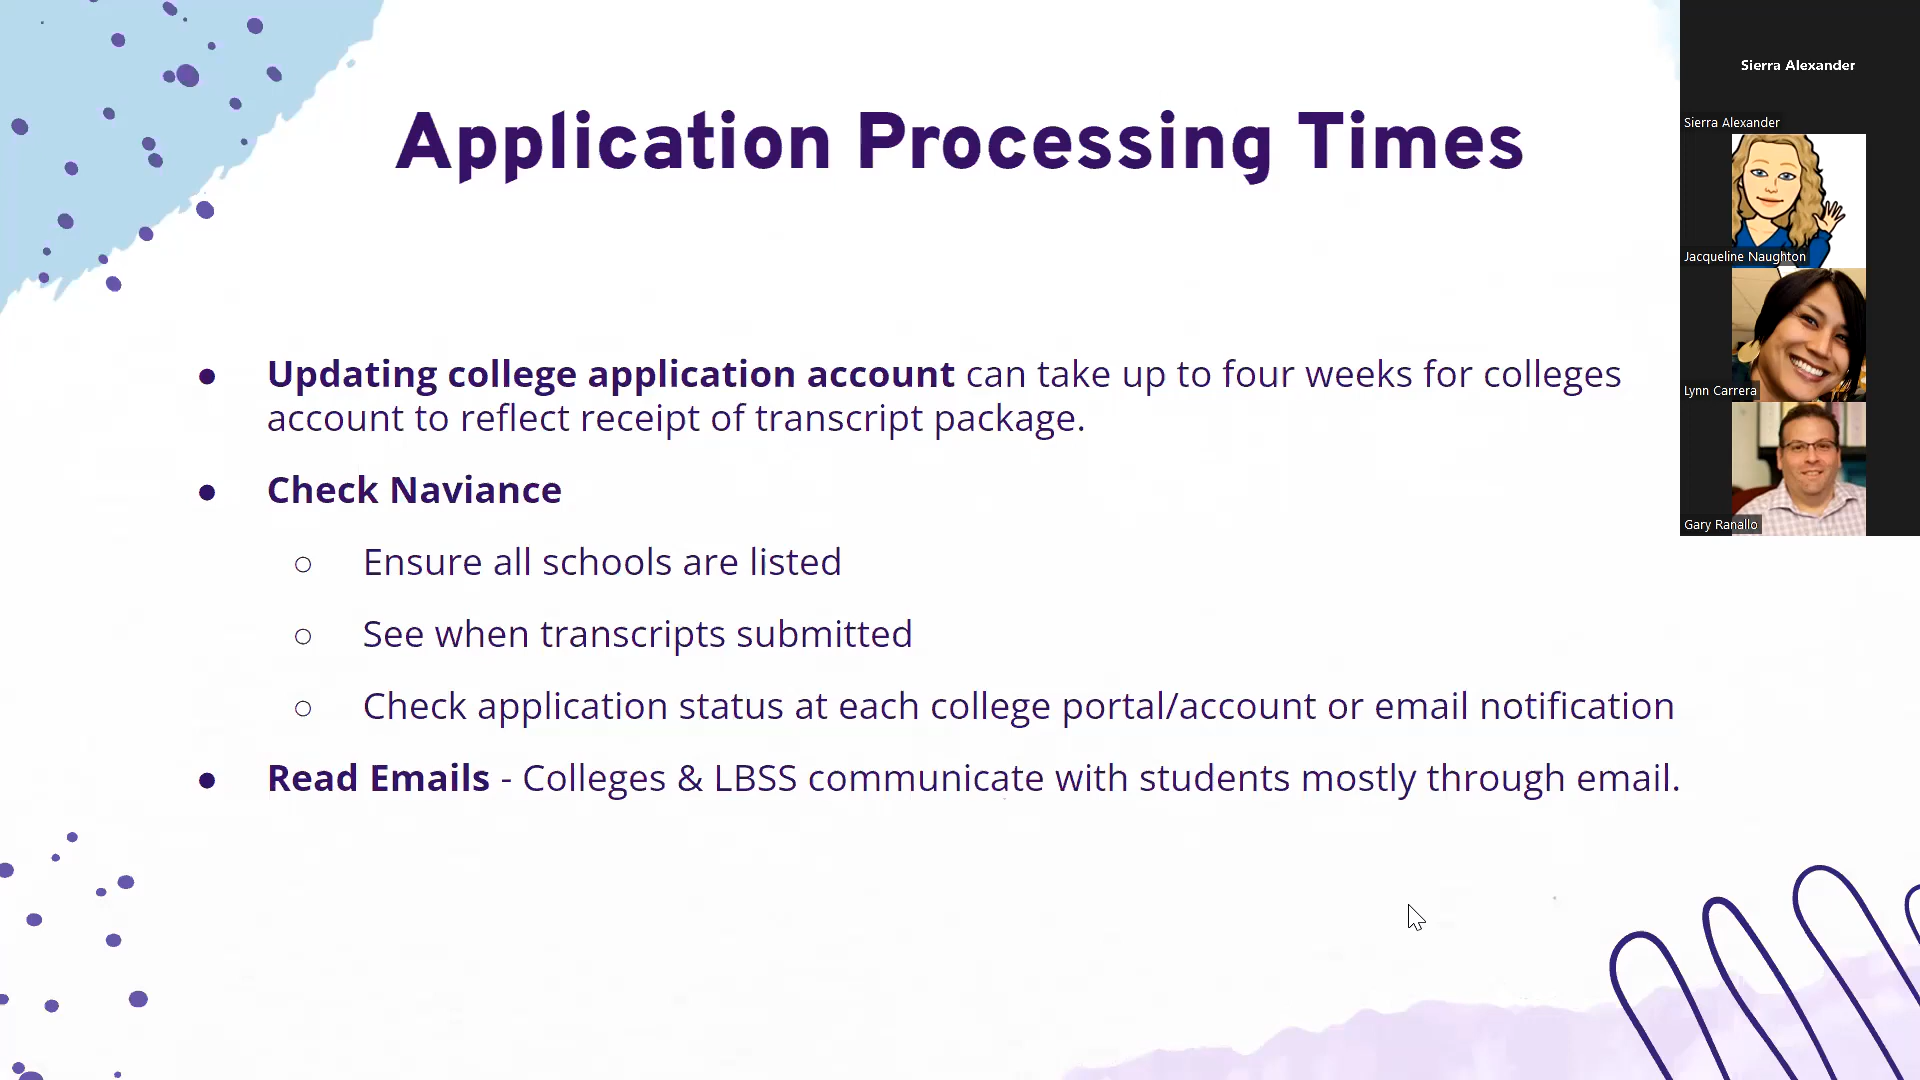 Application Processing Times
● Updating college application account can take up to four weeks for colleges
account to reflect receipt of transcript package.
● Check Naviance
○ Ensure all schools are listed
○ See when transcripts submitted
○ Check application status at each college portal/account or email notification
● Read Emails - Colleges & LBSS communicate with students mostly through email.
Sierra Alexander
Sierra Alexander
Jacqueline Naughton
Lynn Carrera
Gary Ranallo